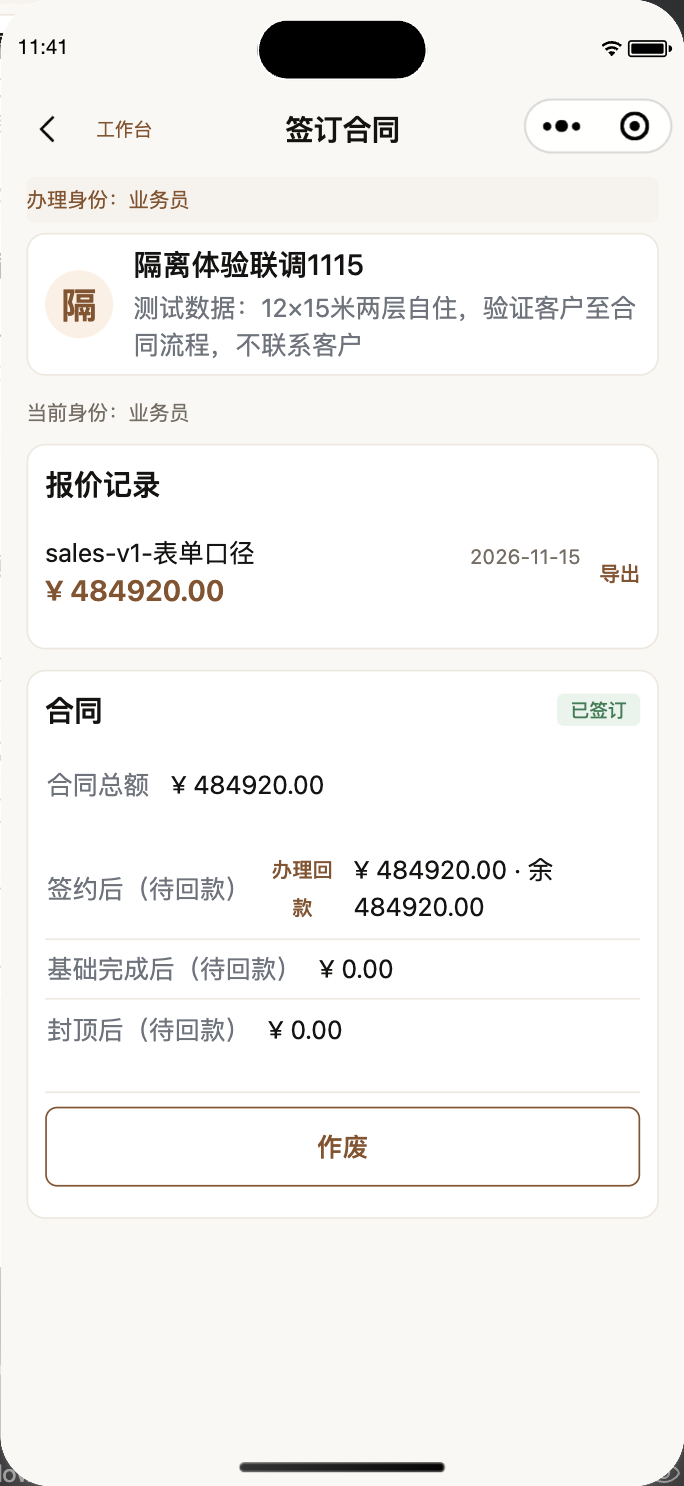 11:41
工作台
签订合同
办理身份：业务员
隔
隔离体验联调1115
测试数据：12×15米两层自住，验证客户至合
同流程，不联系客户
当前身份：业务员
报价记录
sales-v1-表单口径
2026-11-15
导出
¥ 484920.00
合同
已签订
合同总额 ¥ 484920.00
签约后（待回款）
办理回
款
¥ 484920.00 · 余
484920.00
基础完成后（待回款） ¥ 0.00
封顶后（待回款） ¥ 0.00
作废